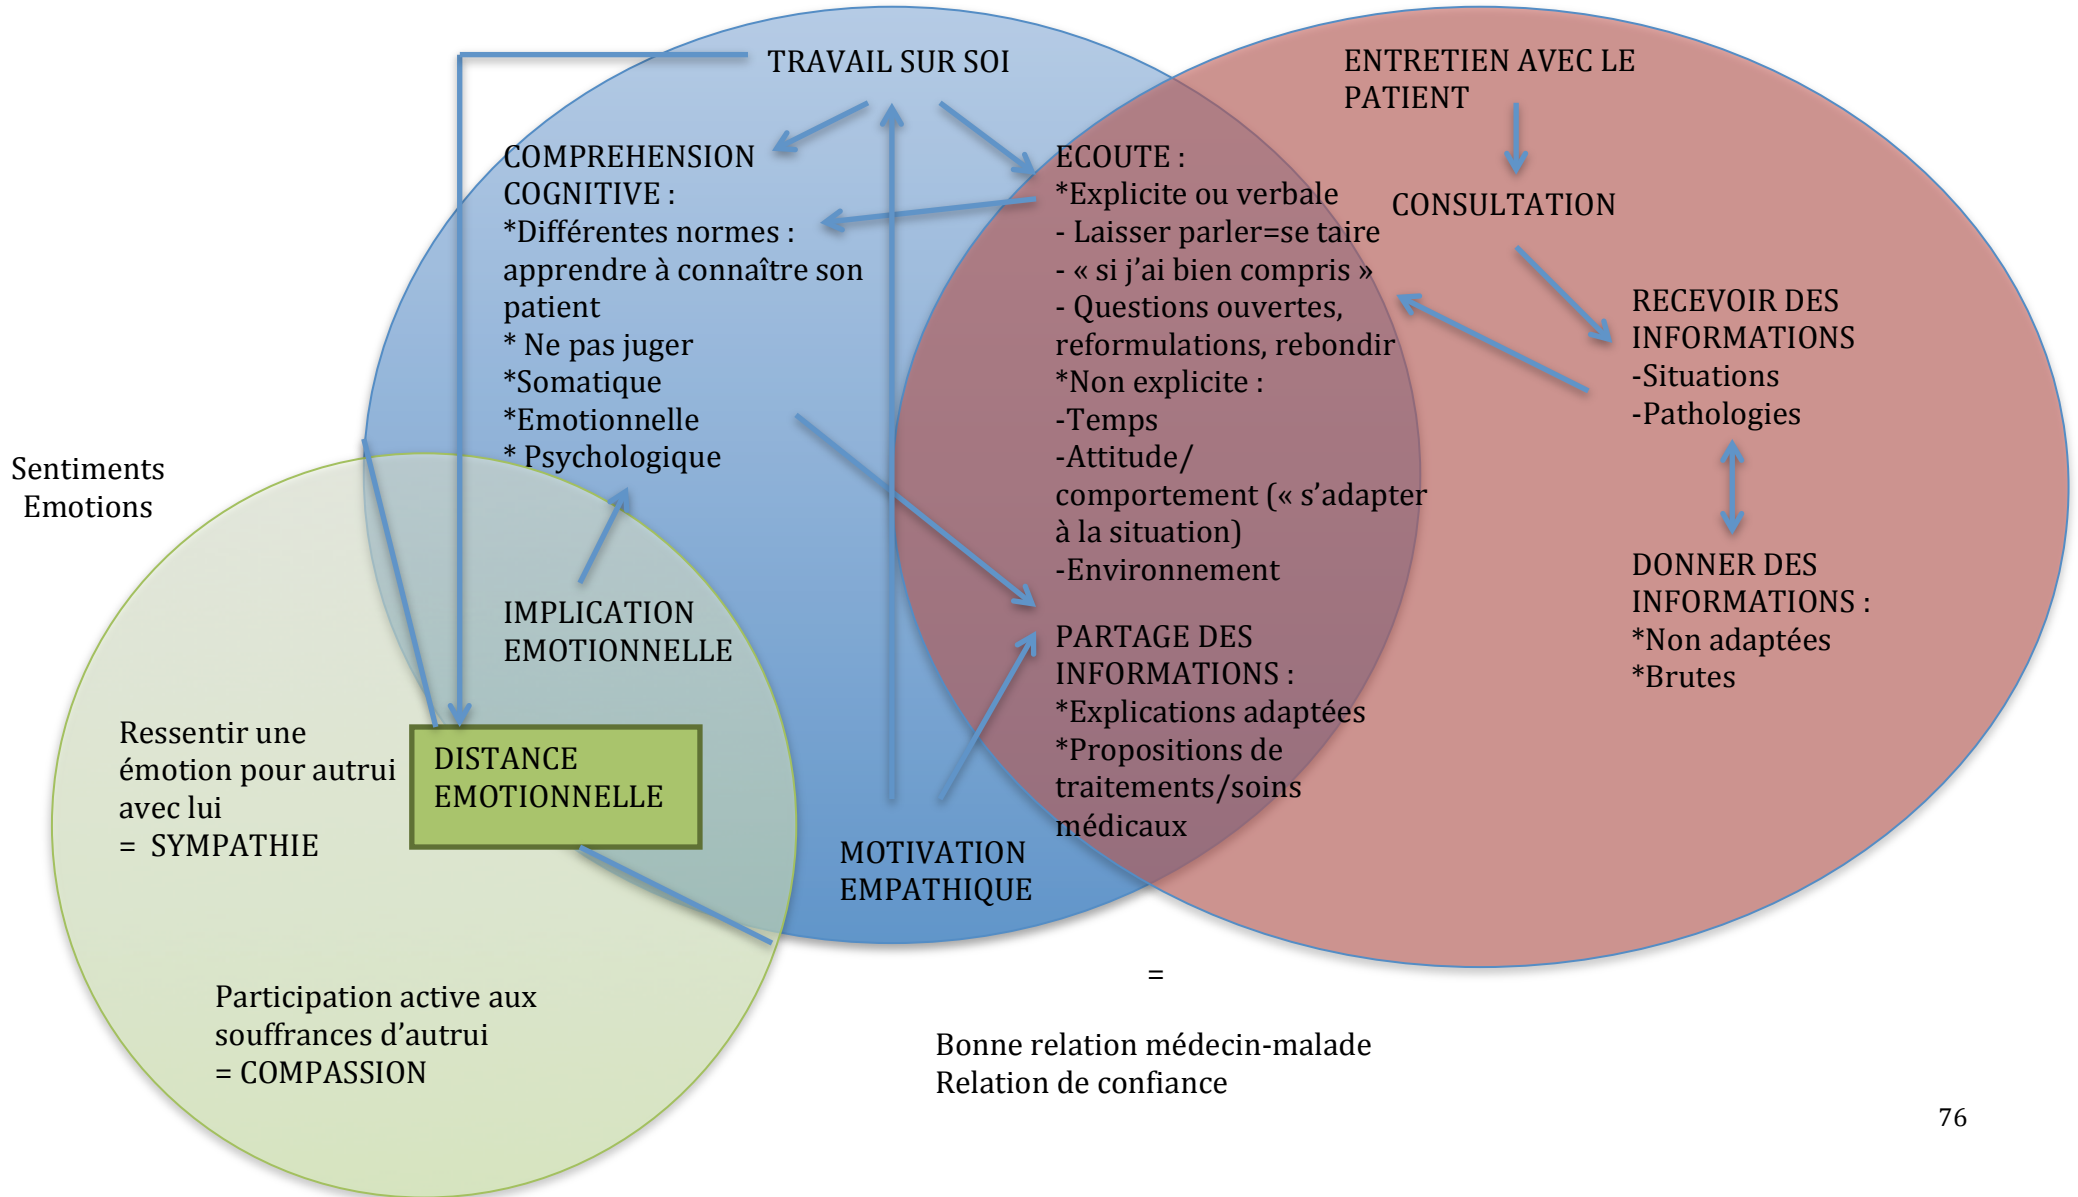 TRAVAIL SUR SOI
ENTRETIEN AVEC LE
PATIENT
COMPREHENSION
COGNITIVE :
*Différentes normes :
apprendre à connaître son
patient
* Ne pas juger
*Somatique
*Emotionnelle
* Psychologique
ECOUTE :
*Explicite ou verbale
- Laisser parler=se taire
- « si j’ai bien compris »
- Questions ouvertes,
reformulations, rebondir
*Non explicite :
-Temps
-Attitude/
comportement (« s’adapter
à la situation)
-Environnement
CONSULTATION
RECEVOIR DES
INFORMATIONS
-Situations
-Pathologies
Sentiments
Emotions
DONNER DES
INFORMATIONS :
*Non adaptées
*Brutes
IMPLICATION
EMOTIONNELLE
PARTAGE DES
INFORMATIONS :
*Explications adaptées
*Propositions de
traitements/soins
médicaux
Ressentir une
émotion pour autrui
avec lui
= SYMPATHIE
DISTANCE
EMOTIONNELLE
MOTIVATION
EMPATHIQUE
Participation active aux
souffrances d’autrui
= COMPASSION
=
Bonne relation médecin-malade
Relation de confiance
76